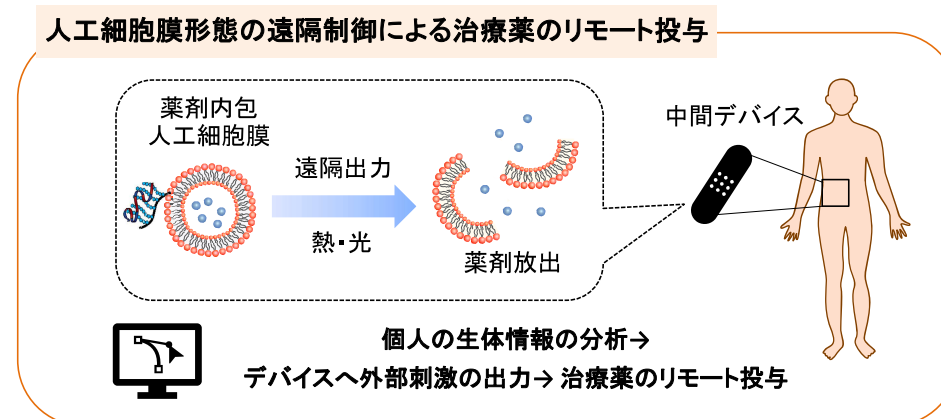 人工細胞膜形態の遠隔制御による治療薬のリモート投与
薬剤内包
人工細胞膜
遠隔出力
熱・光
薬剤放出
中間デバイス
個人の生体情報の分析→
デバイスへ外部刺激の出力→ 治療薬のリモート投与